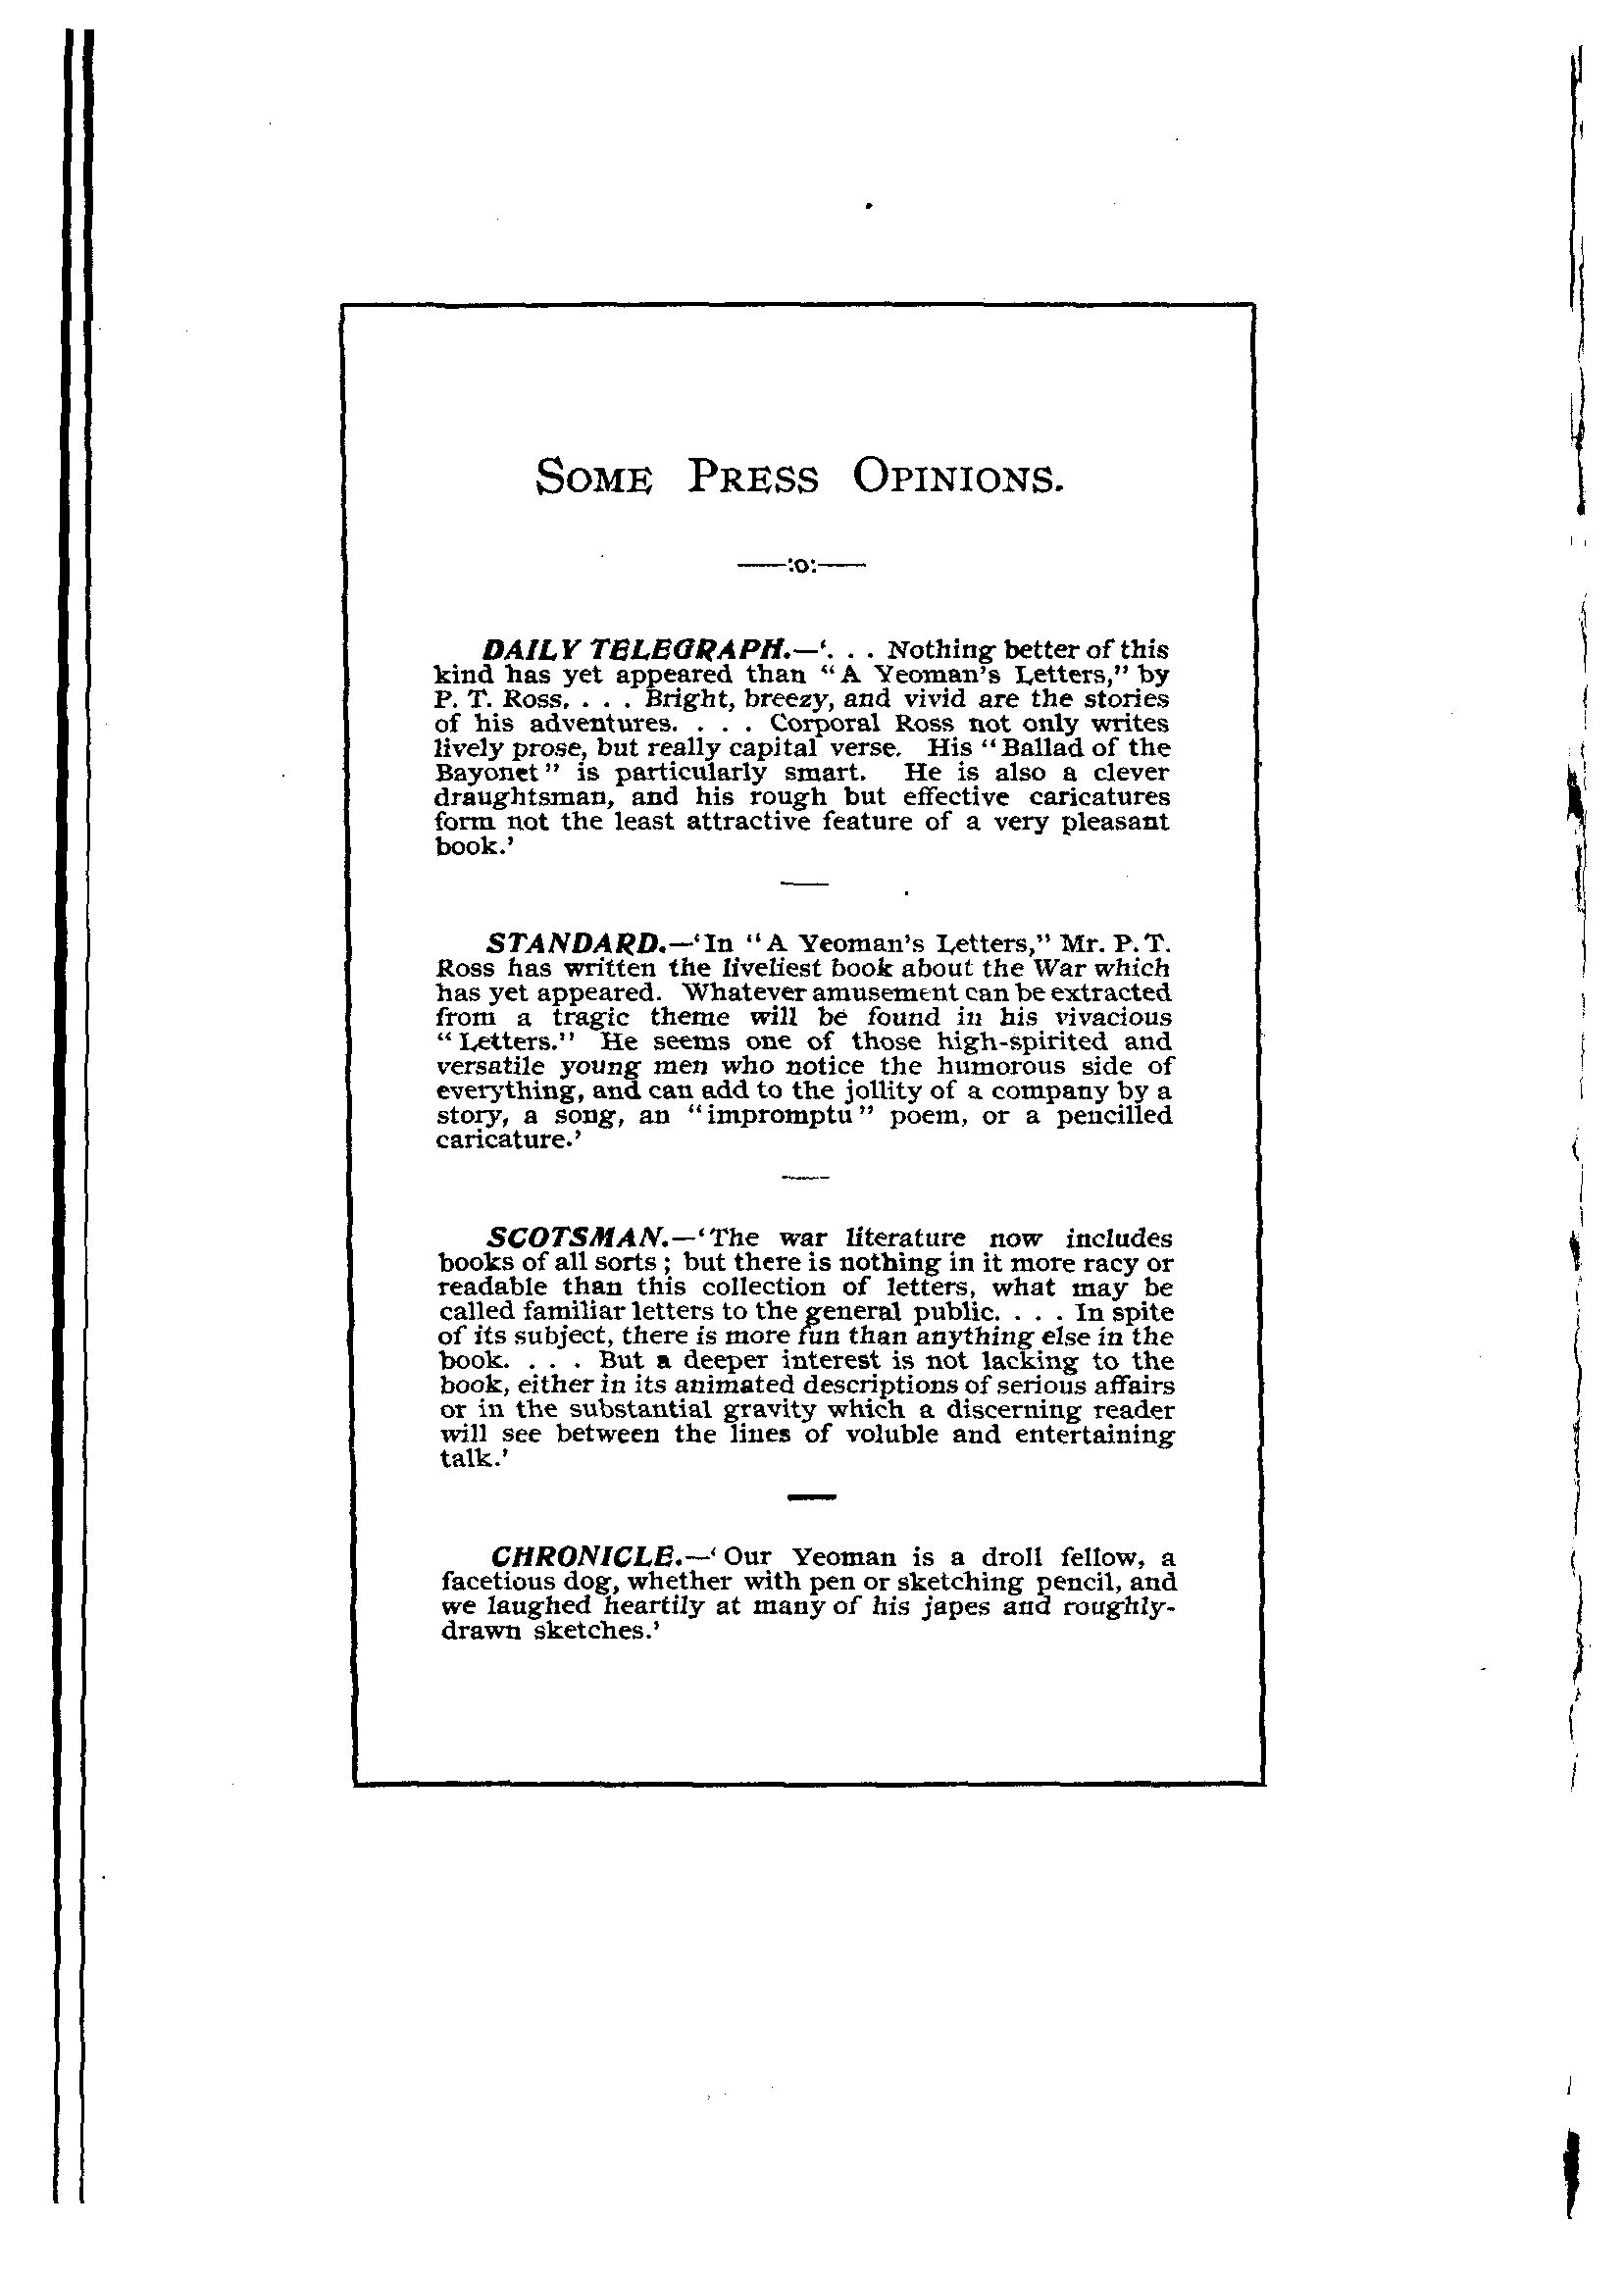 SOME PRESS OPINIONS.
——:o:——
DAILY TELEGRAPH.—‘. . . Nothing better of this
kind has yet appeared than “A Yeoman’s Letters,” by
P. T. Ross. . . . Bright, breezy, and vivid are the stories
of his adventures. . . . Corporal Ross not only writes
lively prose, but really capital verse. His “Ballad of the
Bayonet” is particularly smart. He is also a clever
draughtsman, and his rough but effective caricatures
form not the least attractive feature of a very pleasant
book.’
STANDARD.—‘In “A Yeoman’s Letters,” Mr. P. T.
Ross has written the liveliest book about the War which
has yet appeared. Whatever amusement can be extracted
from a tragic theme will be found in his vivacious
“Letters.” He seems one of those high-spirited and
versatile young men who notice the humorous side of
everything, and can add to the jollity of a company by a
story, a song, an “impromptu” poem, or a pencilled
caricature.’
SCOTSMAN.—‘The war literature now includes
books of all sorts; but there is nothing in it more racy or
readable than this collection of letters, what may be
called familiar letters to the general public. . . . In spite
of its subject, there is more fun than anything else in the
book. . . . But a deeper interest is not lacking to the
book, either in its animated descriptions of serious affairs
or in the substantial gravity which a discerning reader
will see between the lines of voluble and entertaining
talk.’
CHRONICLE.—‘Our Yeoman is a droll fellow, a
facetious dog, whether with pen or sketching pencil, and
we laughed heartily at many of his japes and roughly-
drawn sketches.’